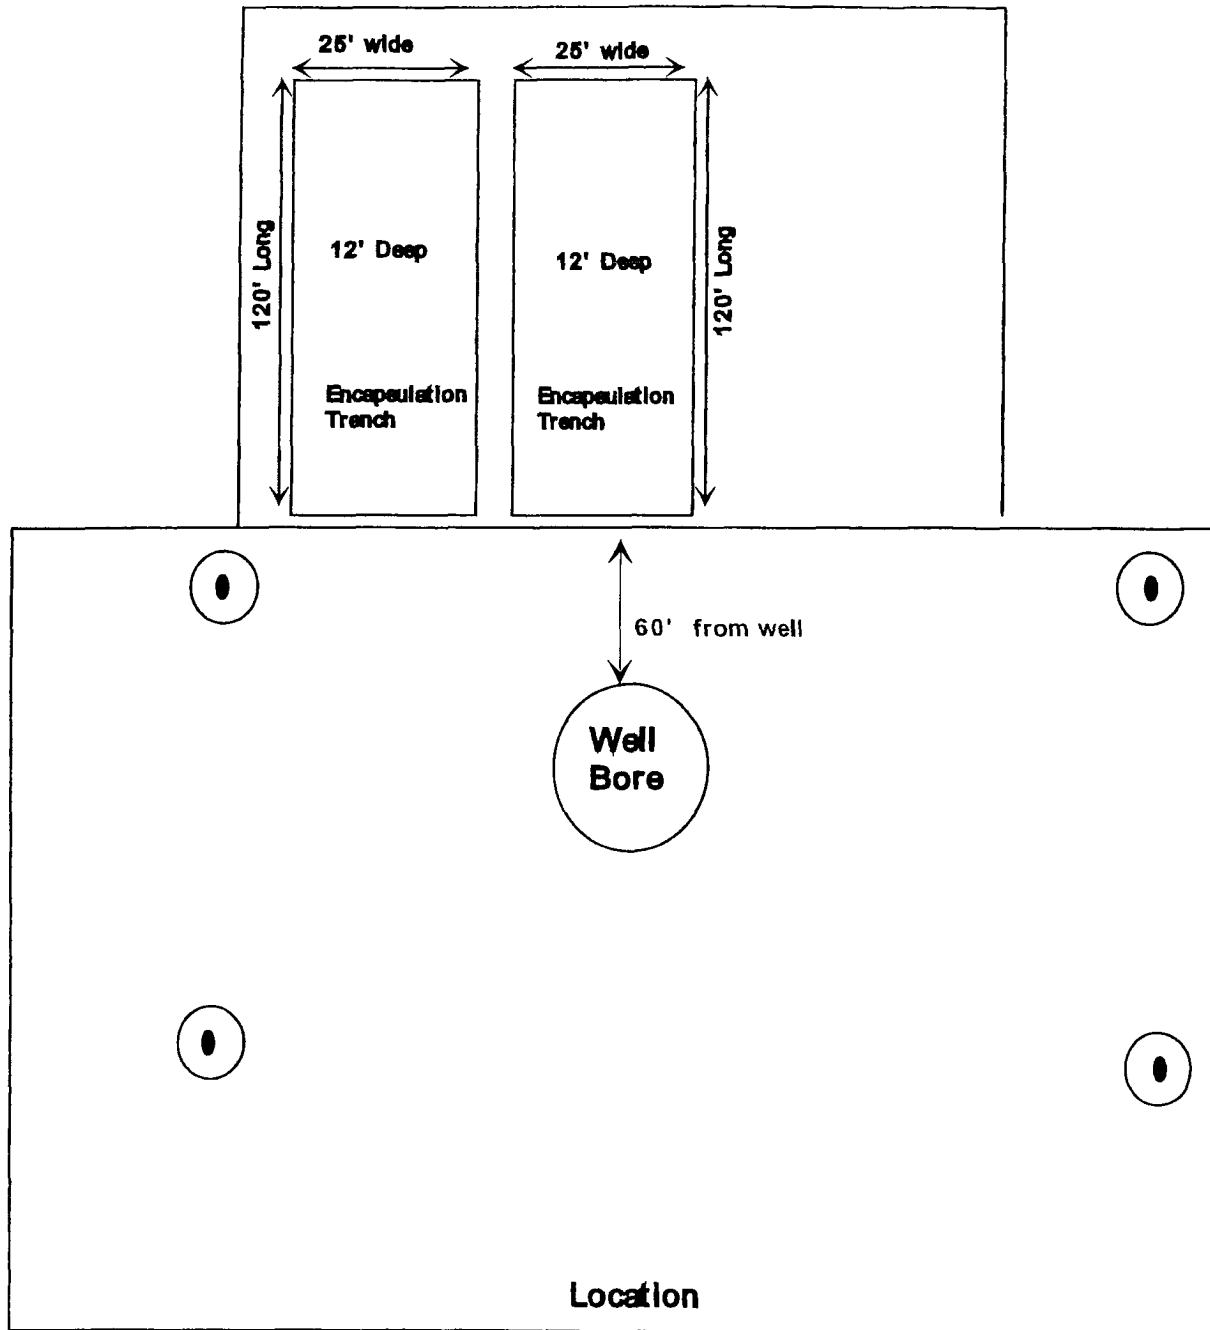 25' wide
25' wide
120' Long
12' Deep
12' Deep
120' Long
Encapsulation
Trench
Encapsulation
Trench
60' from well
Well
Bore
Location